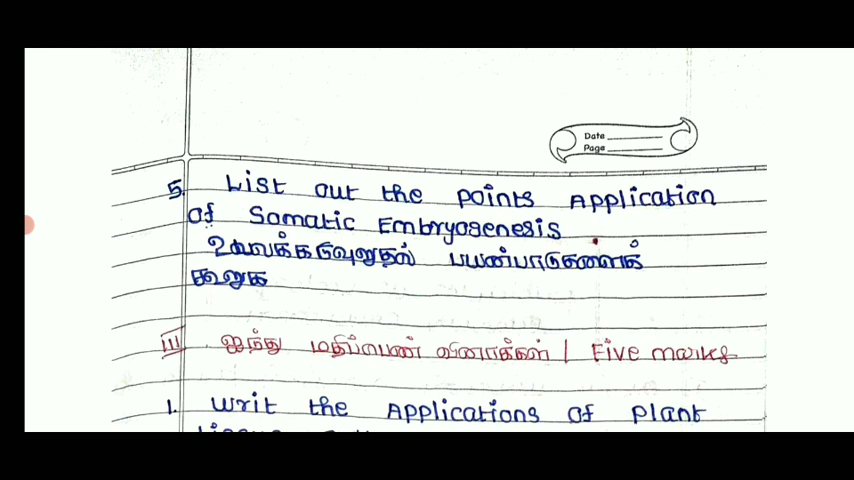 Date
Page
5. List out the points Application
of Somatic Embryogenesis
உடலக்கருவுறுதல் பயன்பாடுகளைக்
கூறுக
III. ஐந்து மதிப்பெண் வினாக்கள் | Five marks
1. Writ the Applications of Plant